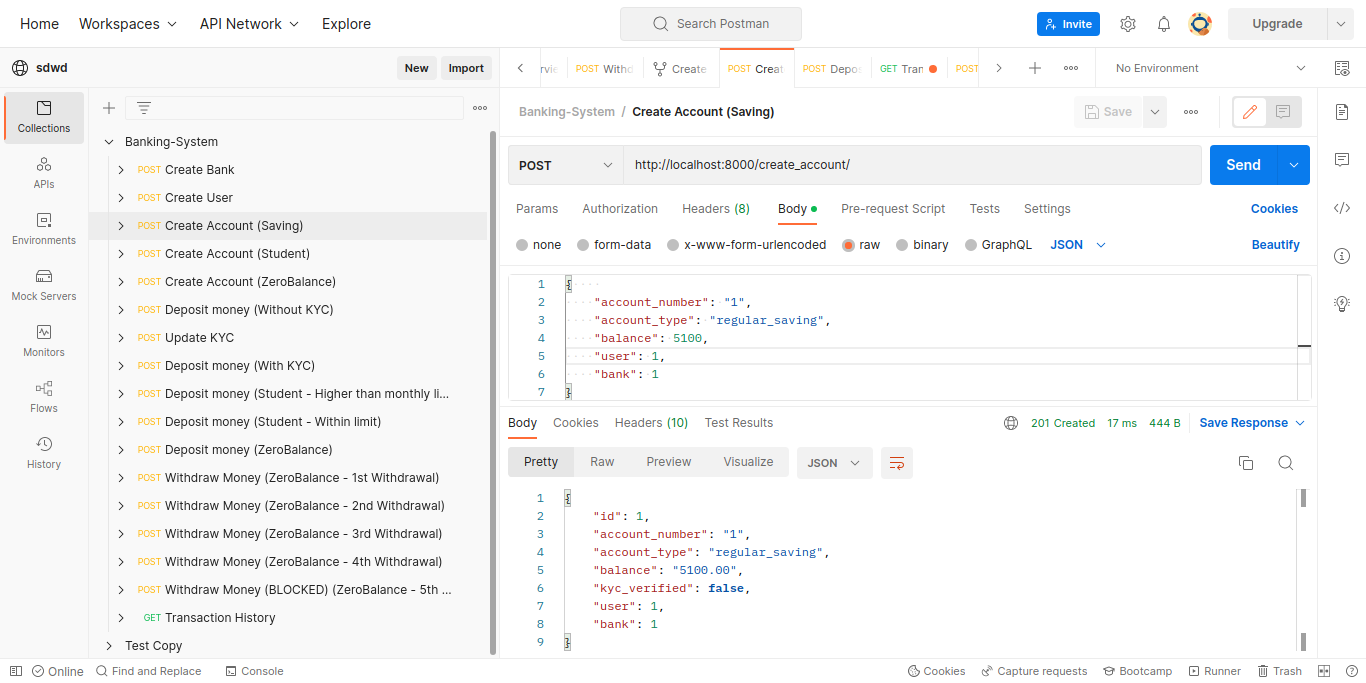 Home Workspaces API Network Explore Search Postman Invite Upgrade
sdwd New Import
POST Withd Create POST Creat POST Depos GET Tran POST No Environment
Collections
APIs
Environments
Mock Servers
Monitors
Flows
History
Banking-System
POST Create Bank
POST Create User
POST Create Account (Saving)
POST Create Account (Student)
POST Create Account (ZeroBalance)
POST Deposit money (Without KYC)
POST Update KYC
POST Deposit money (With KYC)
POST Deposit money (Student - Higher than monthly li...
POST Deposit money (Student - Within limit)
POST Deposit money (ZeroBalance)
POST Withdraw Money (ZeroBalance - 1st Withdrawal)
POST Withdraw Money (ZeroBalance - 2nd Withdrawal)
POST Withdraw Money (ZeroBalance - 3rd Withdrawal)
POST Withdraw Money (ZeroBalance - 4th Withdrawal)
POST Withdraw Money (BLOCKED) (ZeroBalance - 5th ...
GET Transaction History
Test Copy
Banking-System / Create Account (Saving) Save
POST http://localhost:8000/create_account/ Send
Params Authorization Headers (8) Body Pre-request Script Tests Settings Cookies
none form-data x-www-form-urlencoded raw binary GraphQL JSON Beautify
1 {
2 "account_number": "1",
3 "account_type": "regular_saving",
4 "balance": 5100,
5 "user": 1,
6 "bank": 1
7 }
Body Cookies Headers (10) Test Results 201 Created 17 ms 444 B Save Response
Pretty Raw Preview Visualize JSON
1 {
2 "id": 1,
3 "account_number": "1",
4 "account_type": "regular_saving",
5 "balance": "5100.00",
6 "kyc_verified": false,
7 "user": 1,
8 "bank": 1
9 }
Online Find and Replace Console Cookies Capture requests Bootcamp Runner Trash